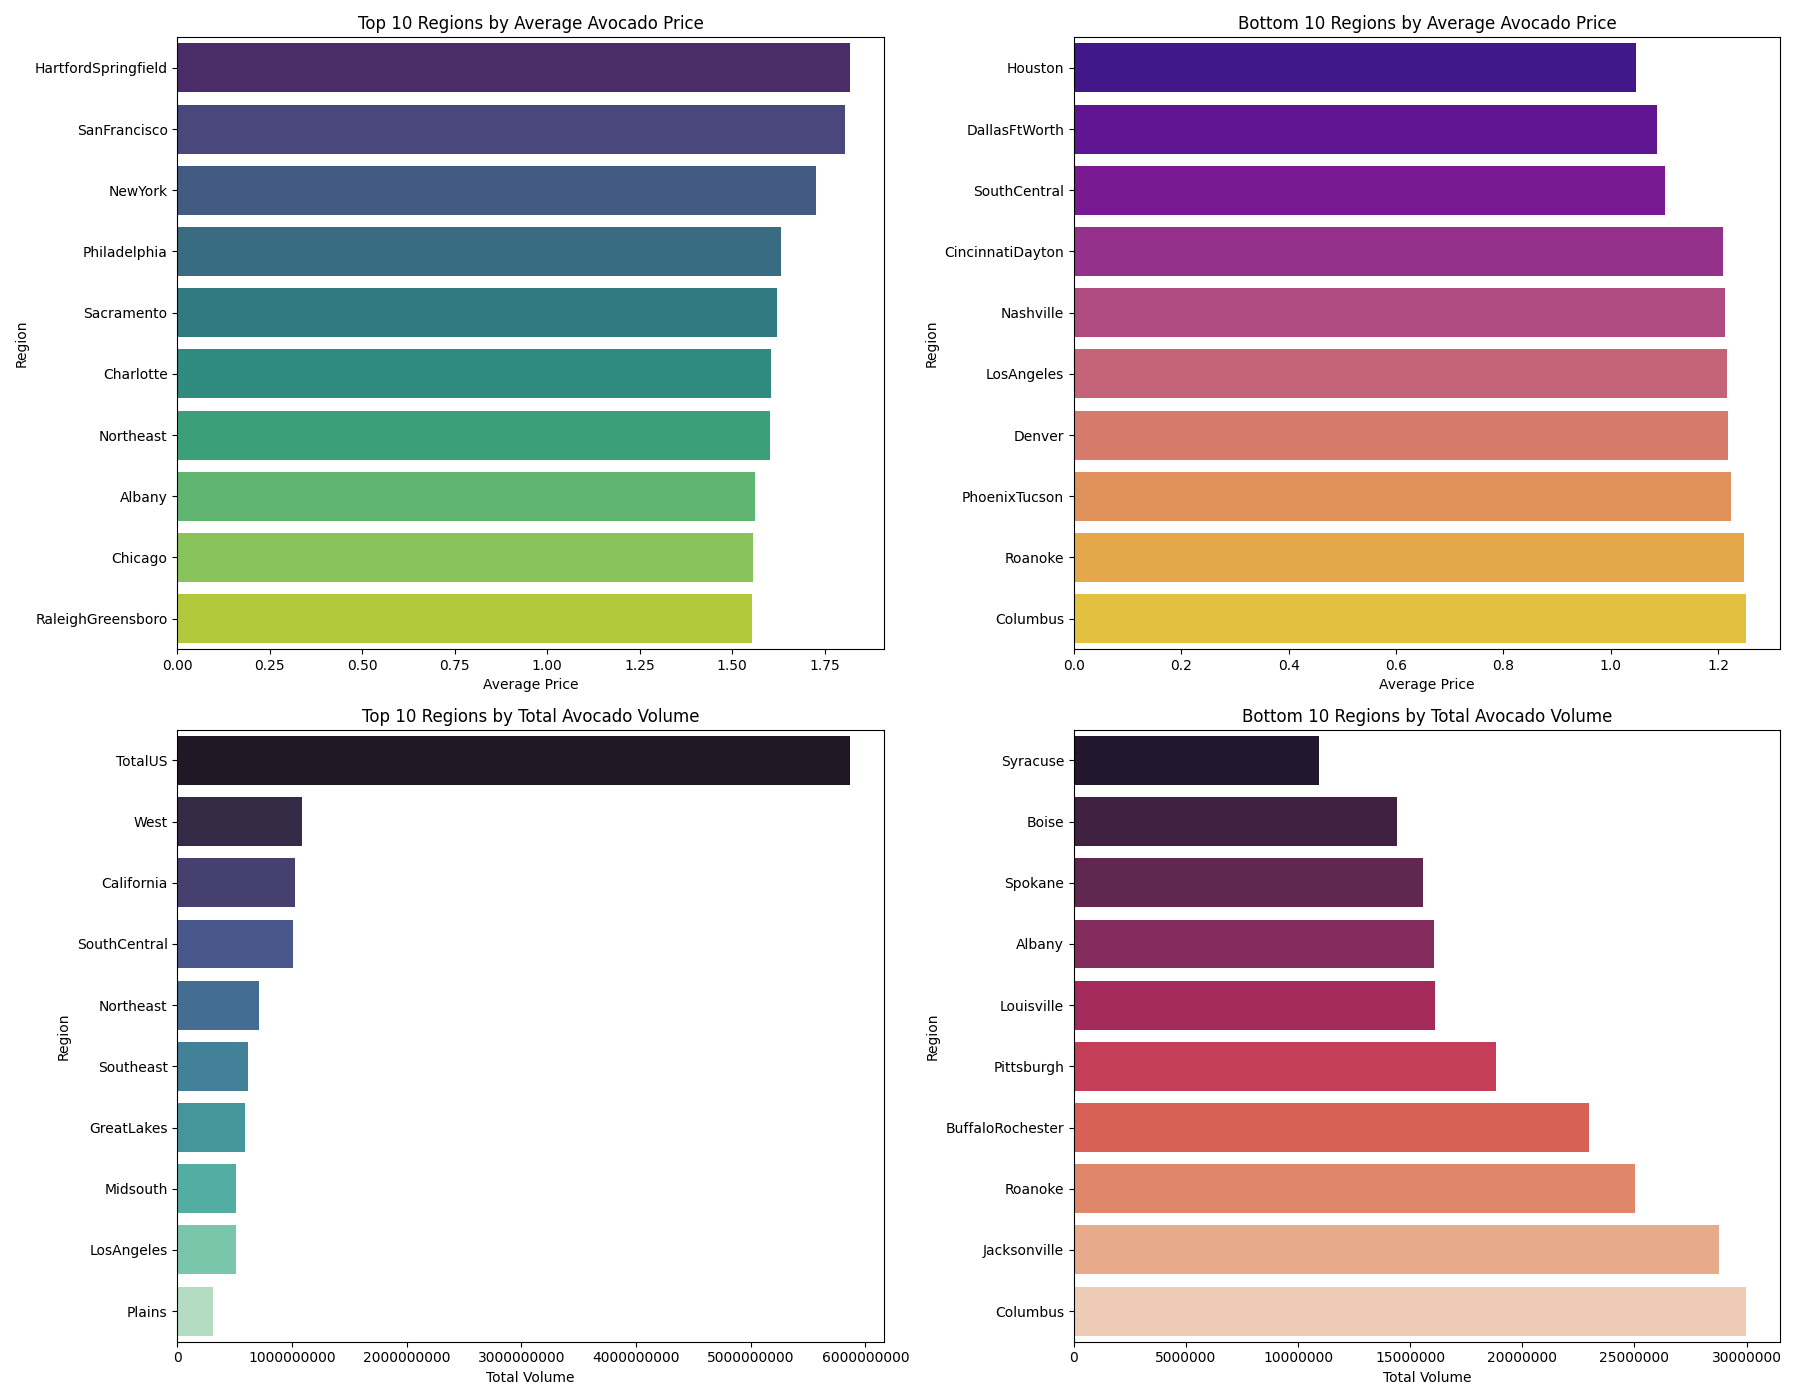 Top 10 Regions by Average Avocado Price
Region
HartfordSpringfield
SanFrancisco
NewYork
Philadelphia
Sacramento
Charlotte
Northeast
Albany
Chicago
RaleighGreensboro
0.00 0.25 0.50 0.75 1.00 1.25 1.50 1.75
Average Price
Bottom 10 Regions by Average Avocado Price
Region
Houston
DallasFtWorth
SouthCentral
CincinnatiDayton
Nashville
LosAngeles
Denver
PhoenixTucson
Roanoke
Columbus
0.0 0.2 0.4 0.6 0.8 1.0 1.2
Average Price
Top 10 Regions by Total Avocado Volume
Region
TotalUS
West
California
SouthCentral
Northeast
Southeast
GreatLakes
Midsouth
LosAngeles
Plains
0 1000000000 2000000000 3000000000 4000000000 5000000000 6000000000
Total Volume
Bottom 10 Regions by Total Avocado Volume
Region
Syracuse
Boise
Spokane
Albany
Louisville
Pittsburgh
BuffaloRochester
Roanoke
Jacksonville
Columbus
0 5000000 10000000 15000000 20000000 25000000 30000000
Total Volume